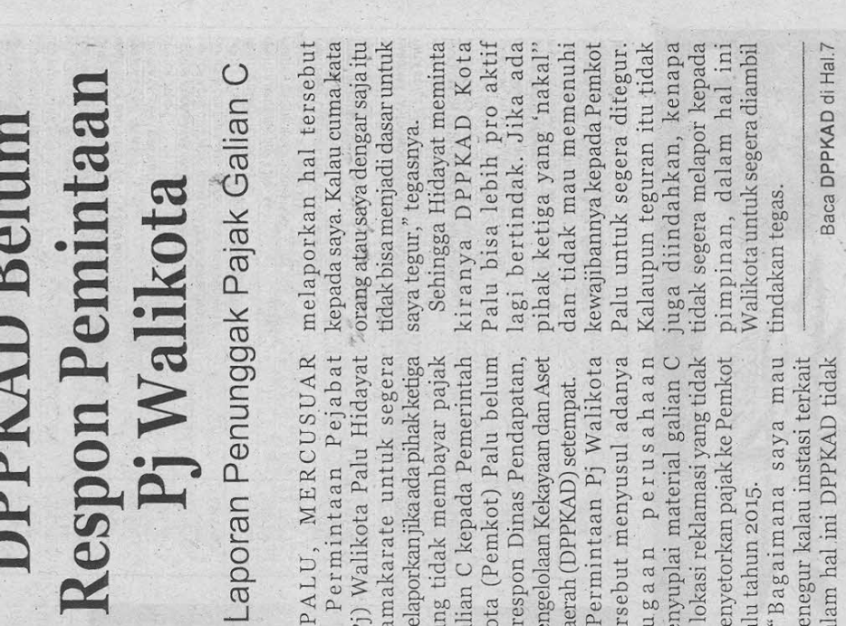 DPPKAD Belum
Respon Pemintaan
Pj Walikota
Laporan Penunggak Pajak Galian C
PALU, MERCUSUAR
Permintaan Pejabat
Pj) Walikota Palu Hidayat
amakarate untuk segera
elaporkan jika ada pihak ketiga
ng tidak membayar pajak
lian C kepada Pemerintah
ota (Pemkot) Palu belum
respon Dinas Pendapatan,
engelolaan Kekayaan dan Aset
aerah (DPPKAD) setempat.
Permintaan Pj Walikota
rsebut menyusul adanya
ugaan perusahaan
enyuplai material galian C
lokasi reklamasi yang tidak
enyetorkan pajak ke Pemkot
alu tahun 2015.
“Bagaimana saya mau
enegur kalau instasi terkait
alam hal ini DPPKAD tidak
melaporkan hal tersebut
kepada saya. Kalau cuma kata
orang atau saya dengar saja itu
tidak bisa menjadi dasar untuk
saya tegur,” tegasnya.
Sehingga Hidayat meminta
kiranya DPPKAD Kota
Palu bisa lebih pro aktif
lagi bertindak. Jika ada
pihak ketiga yang ‘nakal”
dan tidak mau memenuhi
kewajibannya kepada Pemkot
Palu untuk segera ditegur.
Kalaupun teguran itu tidak
juga diindahkan, kenapa
tidak segera melapor kepada
pimpinan, dalam hal ini
Walikota untuk segera diambil
tindakan tegas.
Baca DPPKAD di Hal.7